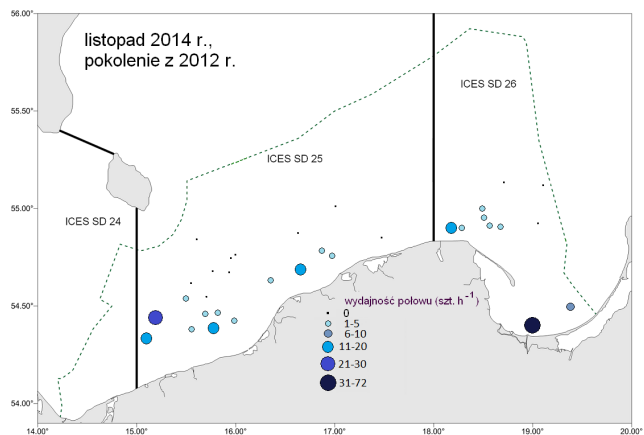 listopad 2014 r.,
pokolenie z 2012 r.
56.00°
55.50°
55.00°
54.50°
54.00°
ICES SD 24
ICES SD 25
ICES SD 26
wydajność połowu (szt. h⁻¹)
0
1-5
6-10
11-20
21-30
31-72
14.00° 15.00° 16.00° 17.00° 18.00° 19.00° 20.00°